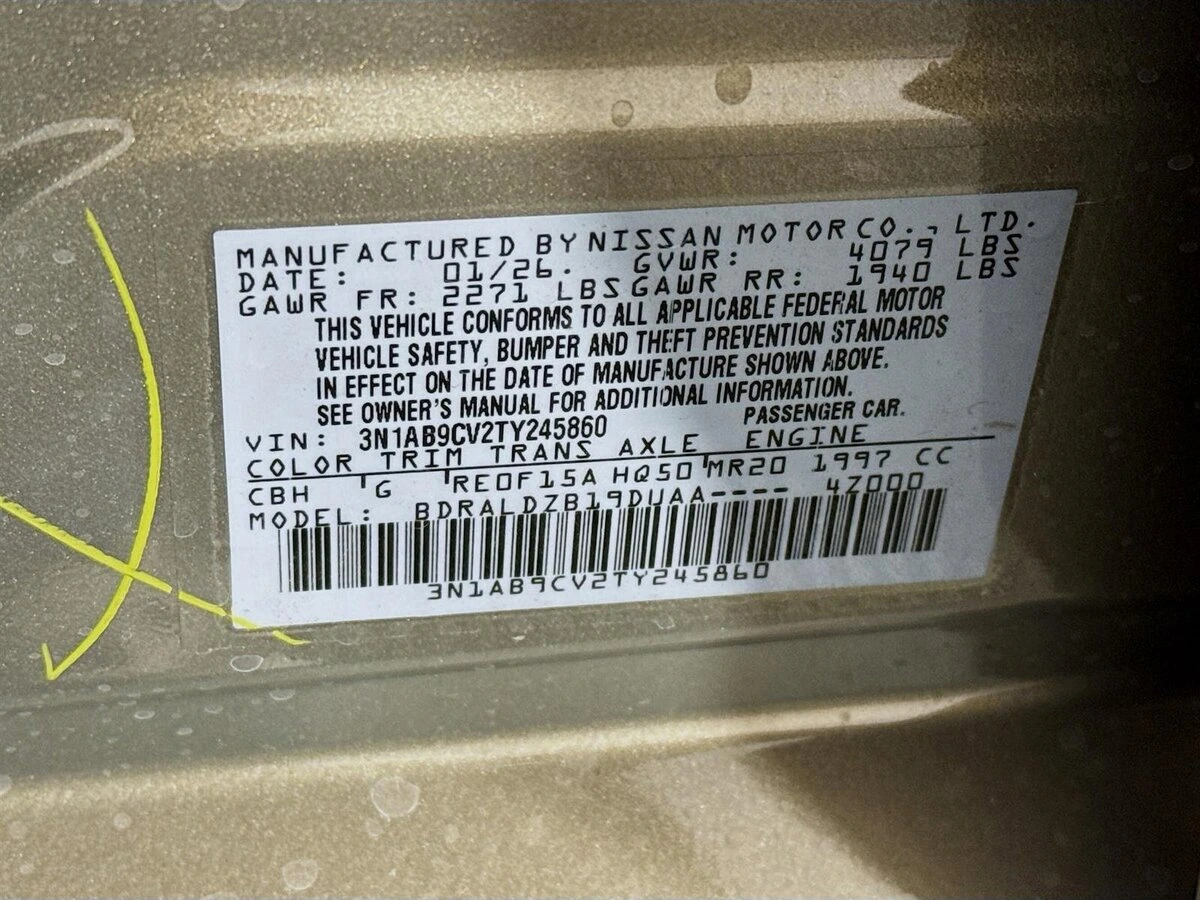 MANUFACTURED BY NISSAN MOTOR CO., LTD.
DATE: 01/26. GVWR: 4079 LBS
GAWR FR: 2271 LBS GAWR RR: 1940 LBS
THIS VEHICLE CONFORMS TO ALL APPLICABLE FEDERAL MOTOR
VEHICLE SAFETY, BUMPER AND THEFT PREVENTION STANDARDS
IN EFFECT ON THE DATE OF MANUFACTURE SHOWN ABOVE.
SEE OWNER'S MANUAL FOR ADDITIONAL INFORMATION.
VIN: 3N1AB9CV2TY245860 PASSENGER CAR.
COLOR TRIM TRANS AXLE ENGINE
CBH G RE0F15A HQ50 MR20 1997 CC
MODEL: BDRALDZB19DUAA---- 4Z000
3N1AB9CV2TY245860